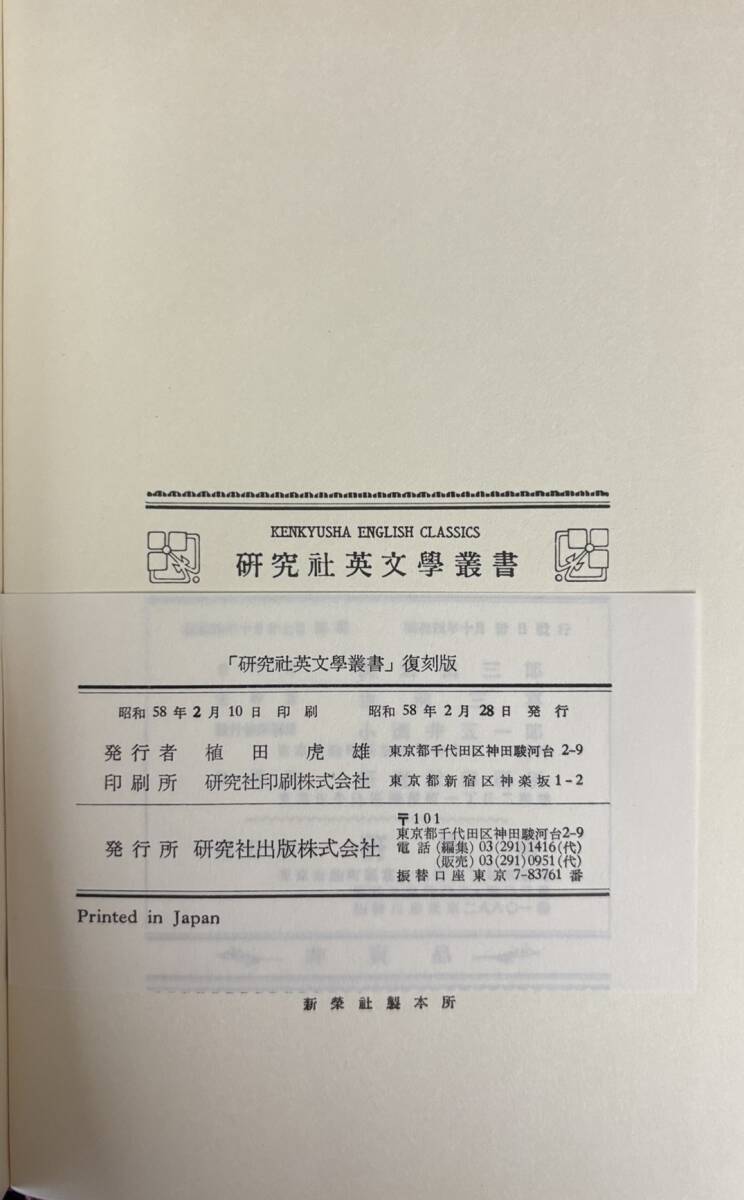 KENKYUSHA ENGLISH CLASSICS
研究社英文學叢書
「研究社英文學叢書」復刻版
昭和 58 年 2 月 10 日 印 刷 昭和 58 年 2 月 28 日 発 行
発行者 植田虎雄 東京都千代田区神田駿河台 2-9
印刷所 研究社印刷株式会社 東京都新宿区神楽坂 1-2
〒101
東京都千代田区神田駿河台2-9
発行所 研究社出版株式会社 電話 (編集) 03(291)1416(代)
(販売) 03(291)0951(代)
振替口座東京 7-83761 番
Printed in Japan
新榮社製本所